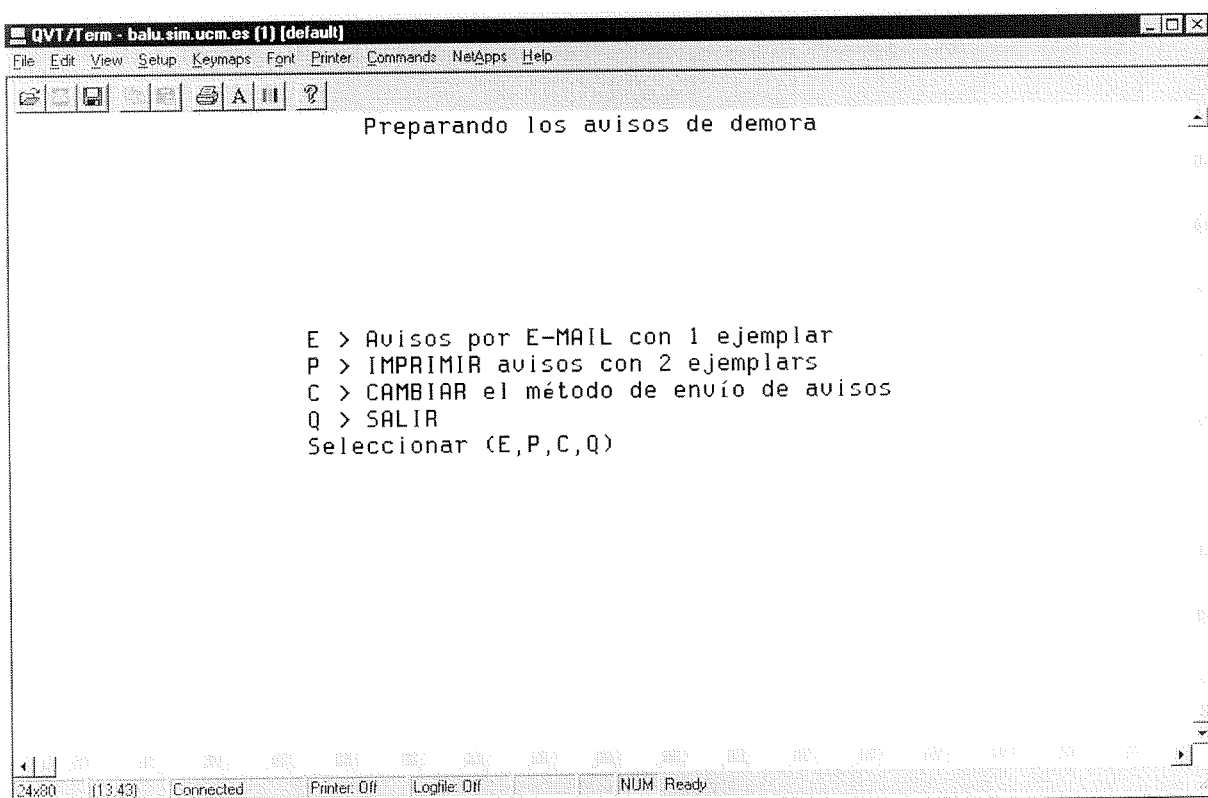 QVT/Term - balu.sim.ucm.es (1) [default]
File Edit View Setup Keymaps Font Printer Commands NetApps Help
A ?
Preparando los avisos de demora
E > Avisos por E-MAIL con 1 ejemplar
P > IMPRIMIR avisos con 2 ejemplars
C > CAMBIAR el método de envío de avisos
Q > SALIR
Seleccionar (E,P,C,Q)
24x80 (13,43) Connected Printer: Off Logfile: Off NUM Ready